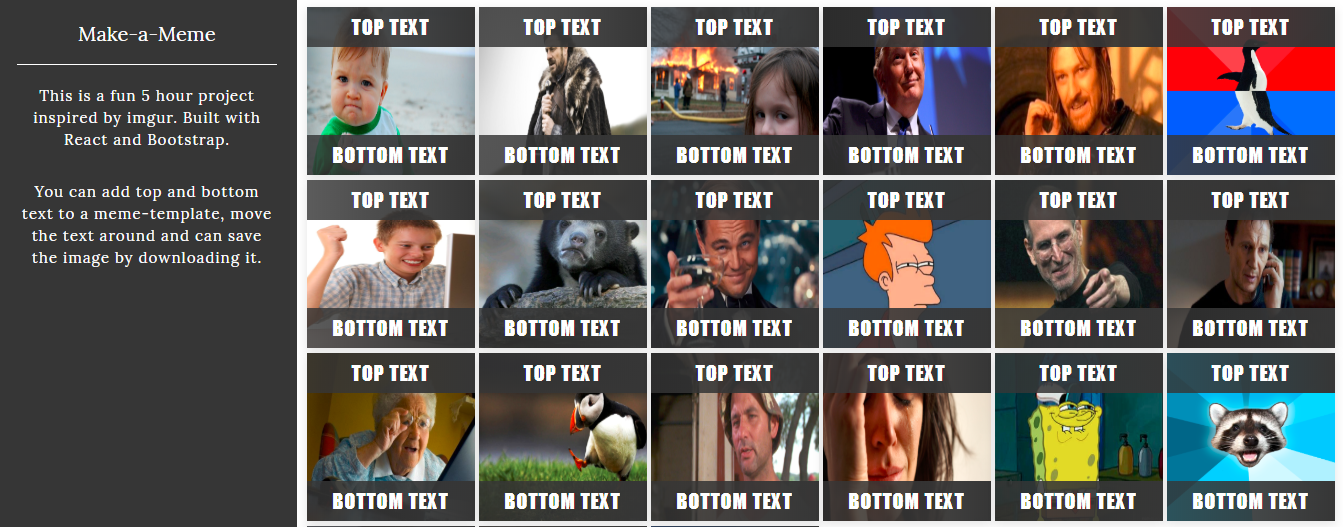 Make-a-Meme
This is a fun 5 hour project
inspired by imgur. Built with
React and Bootstrap.
You can add top and bottom
text to a meme-template, move
the text around and can save
the image by downloading it.
TOP TEXT
BOTTOM TEXT
TOP TEXT
BOTTOM TEXT
TOP TEXT
BOTTOM TEXT
TOP TEXT
BOTTOM TEXT
TOP TEXT
BOTTOM TEXT
TOP TEXT
BOTTOM TEXT
TOP TEXT
BOTTOM TEXT
TOP TEXT
BOTTOM TEXT
TOP TEXT
BOTTOM TEXT
TOP TEXT
BOTTOM TEXT
TOP TEXT
BOTTOM TEXT
TOP TEXT
BOTTOM TEXT
TOP TEXT
BOTTOM TEXT
TOP TEXT
BOTTOM TEXT
TOP TEXT
BOTTOM TEXT
TOP TEXT
BOTTOM TEXT
TOP TEXT
BOTTOM TEXT
TOP TEXT
BOTTOM TEXT